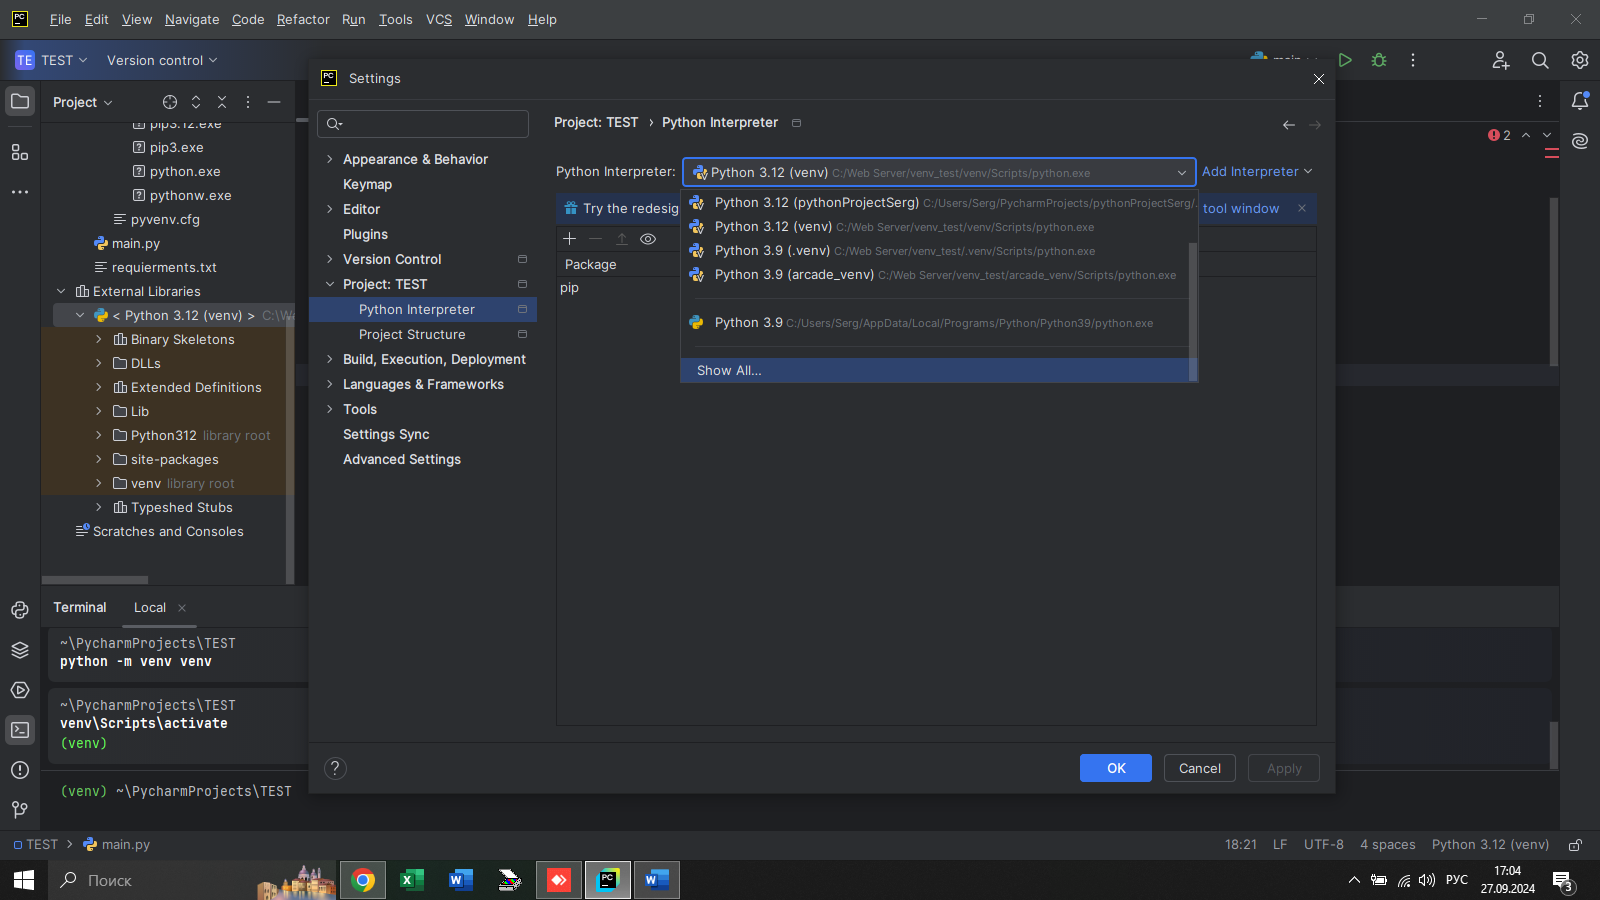 PC File Edit View Navigate Code Refactor Run Tools VCS Window Help
TE TEST Version control
Project
pip3.12.exe
pip3.exe
python.exe
pythonw.exe
pyvenv.cfg
main.py
requierments.txt
External Libraries
< Python 3.12 (venv) > C:\W
Binary Skeletons
DLLs
Extended Definitions
Lib
Python312 library root
site-packages
venv library root
Typeshed Stubs
Scratches and Consoles
PC Settings
Appearance & Behavior
Keymap
Editor
Plugins
Version Control
Project: TEST
Python Interpreter
Project Structure
Build, Execution, Deployment
Languages & Frameworks
Tools
Settings Sync
Advanced Settings
Project: TEST › Python Interpreter
Python Interpreter: Python 3.12 (venv) C:/Web Server/venv_test/venv/Scripts/python.exe Add Interpreter
Python 3.12 (pythonProjectSerg) C:/Users/Serg/PycharmProjects/pythonProjectSerg/.
Try the redesig tool window
Python 3.12 (venv) C:/Web Server/venv_test/venv/Scripts/python.exe
Python 3.9 (.venv) C:/Web Server/venv_test/.venv/Scripts/python.exe
Package
Python 3.9 (arcade_venv) C:/Web Server/venv_test/arcade_venv/Scripts/python.exe
pip
Python 3.9 C:/Users/Serg/AppData/Local/Programs/Python/Python39/python.exe
Show All...
2
? OK Cancel Apply
Terminal Local
~\PycharmProjects\TEST
python -m venv venv
~\PycharmProjects\TEST
venv\Scripts\activate
(venv)
(venv) ~\PycharmProjects\TEST
TEST > main.py 18:21 LF UTF-8 4 spaces Python 3.12 (venv)
Поиск РУС 17:04
27.09.2024 3